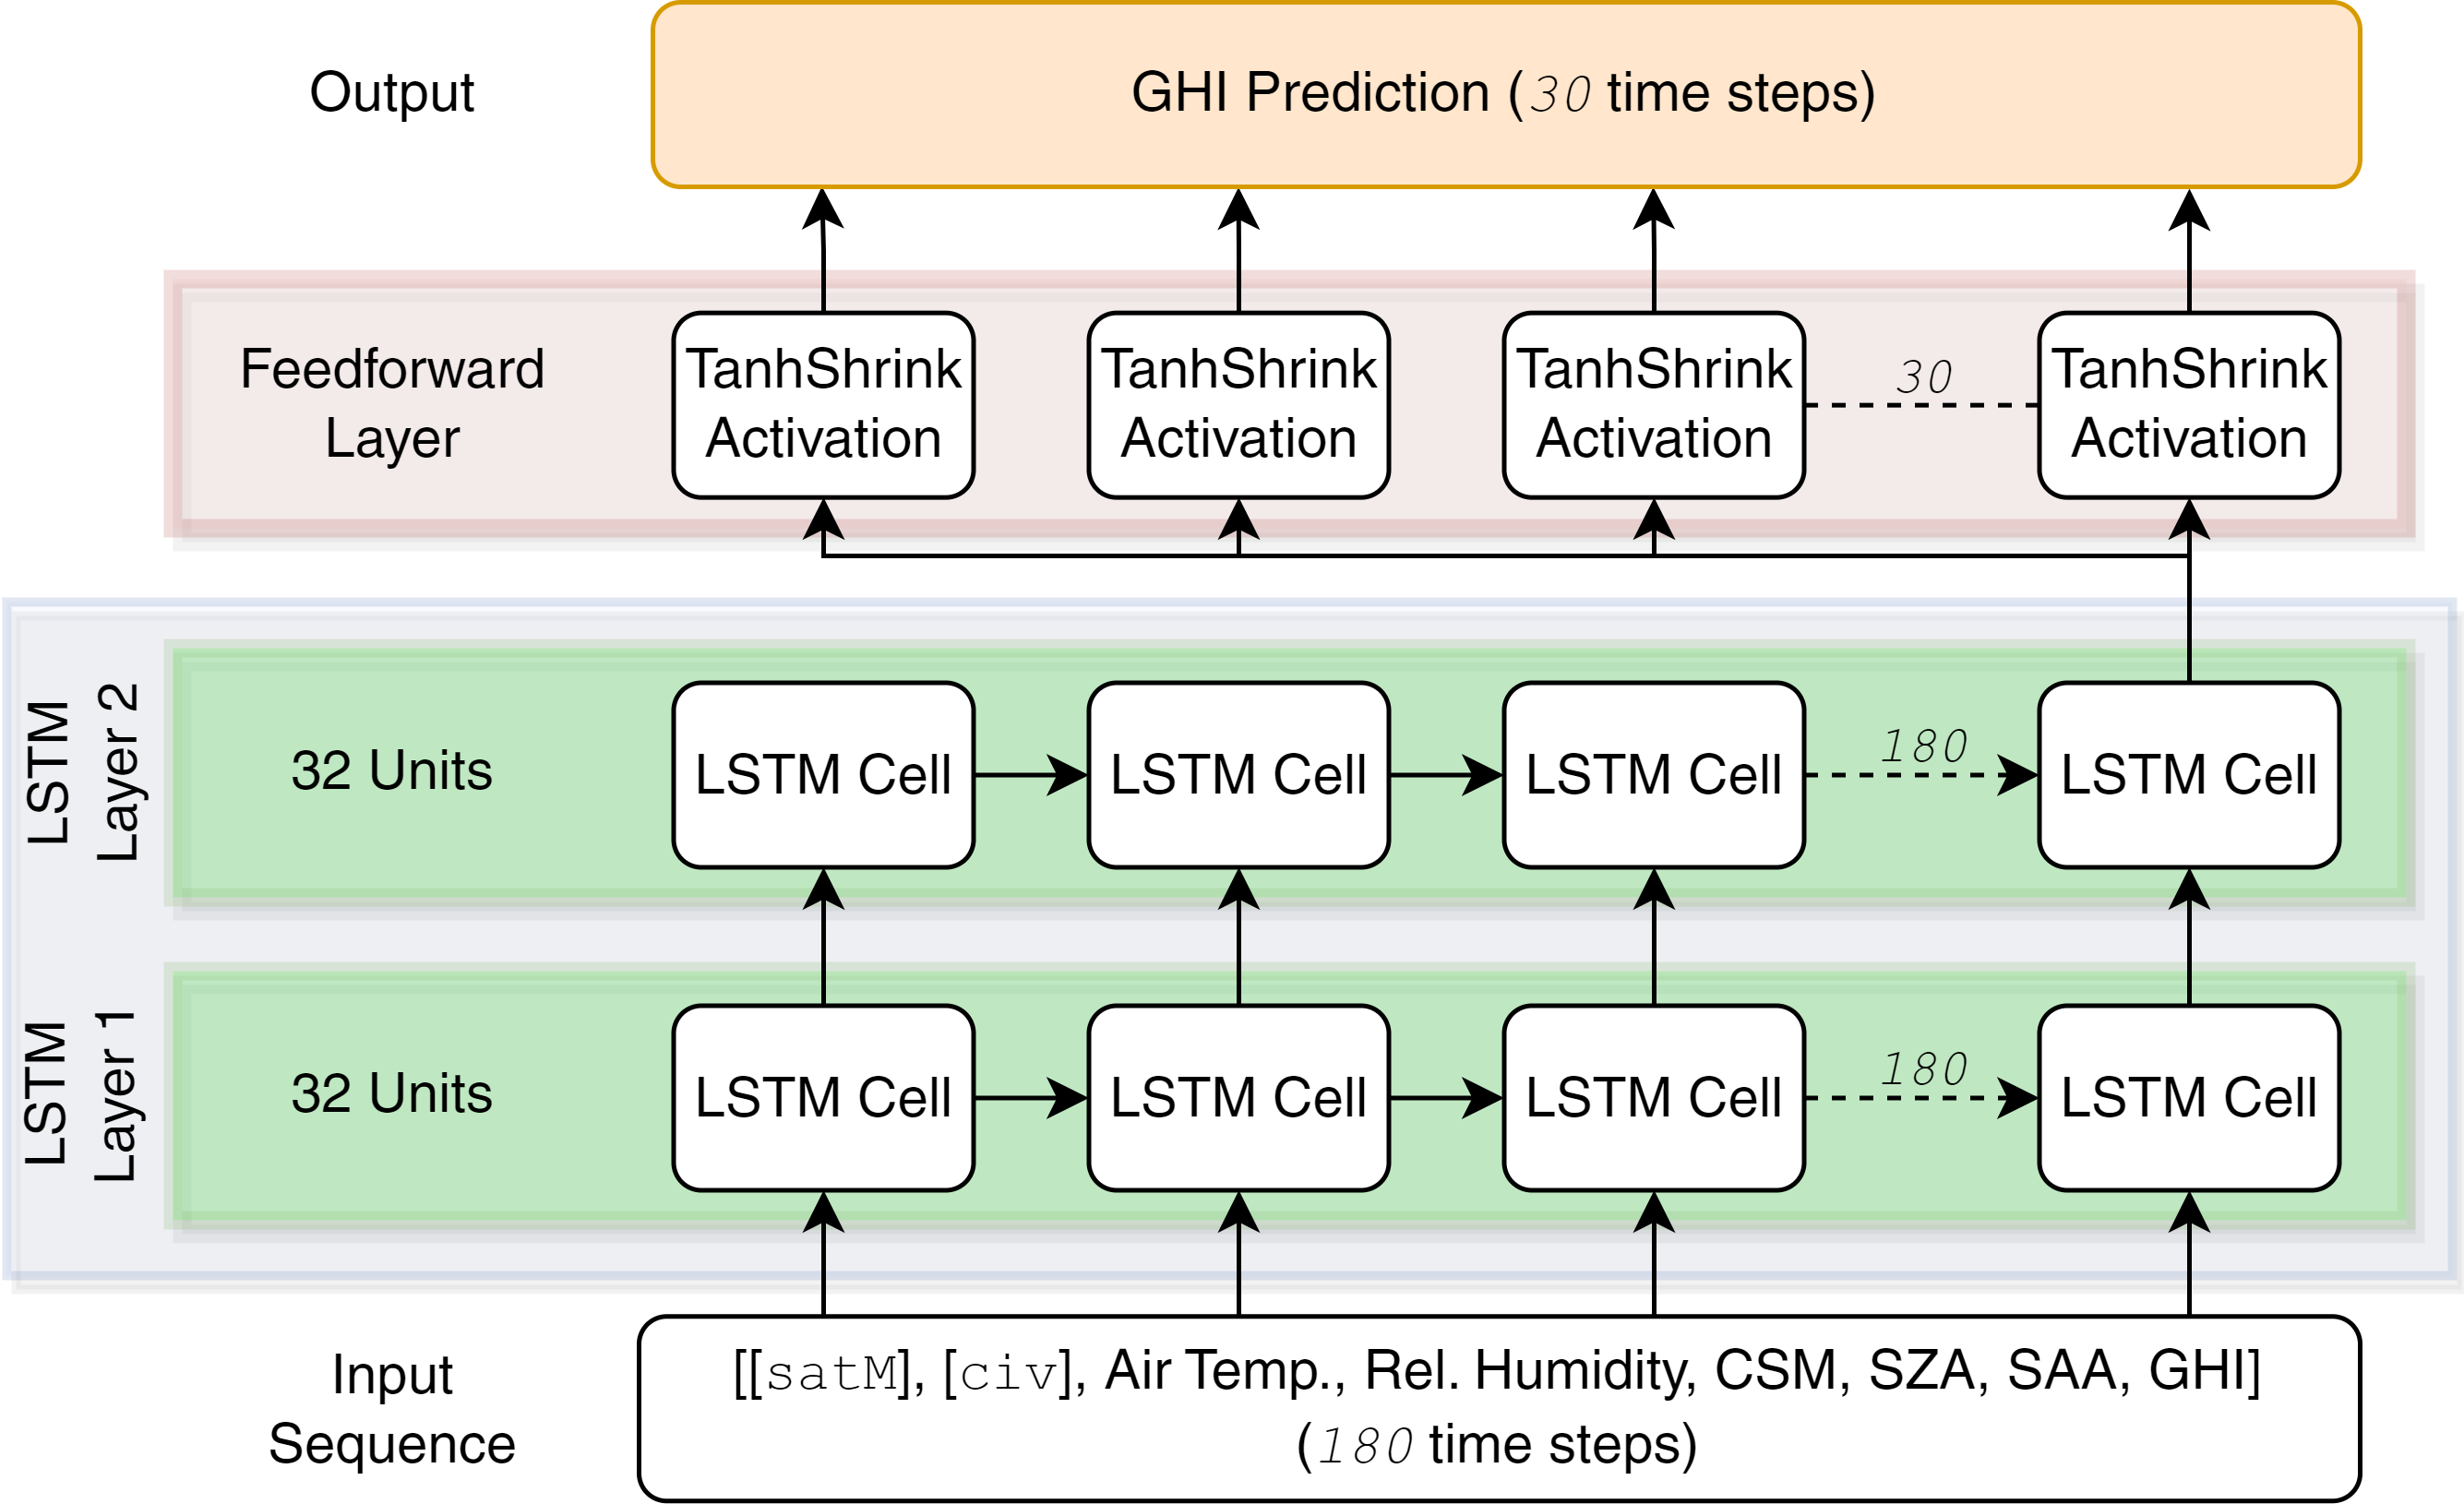 Output
GHI Prediction (30 time steps)
Feedforward
Layer
TanhShrink
Activation
TanhShrink
Activation
TanhShrink
Activation
30
TanhShrink
Activation
LSTM
Layer 2
32 Units
LSTM Cell
LSTM Cell
LSTM Cell
180
LSTM Cell
LSTM
Layer 1
32 Units
LSTM Cell
LSTM Cell
LSTM Cell
180
LSTM Cell
Input
Sequence
[[satM], [civ], Air Temp., Rel. Humidity, CSM, SZA, SAA, GHI]
(180 time steps)